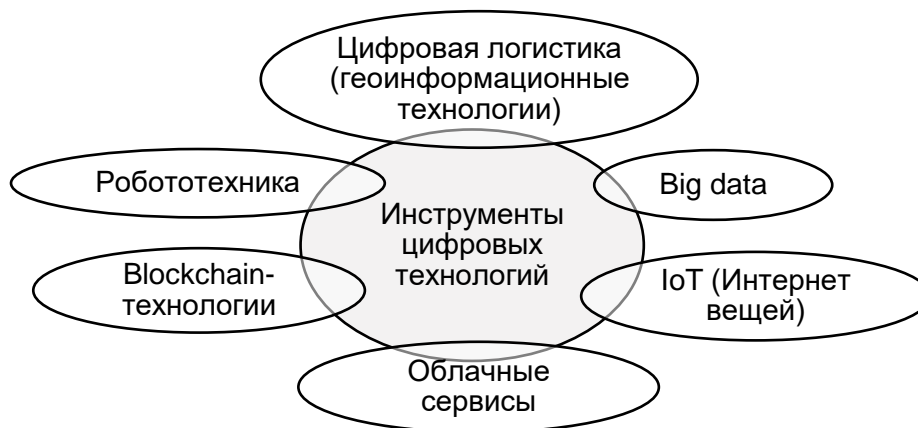 Цифровая логистика
(геоинформационные
технологии)
Робототехника
Big data
Инструменты
цифровых
технологий
Blockchain-
технологии
IoT (Интернет
вещей)
Облачные
сервисы